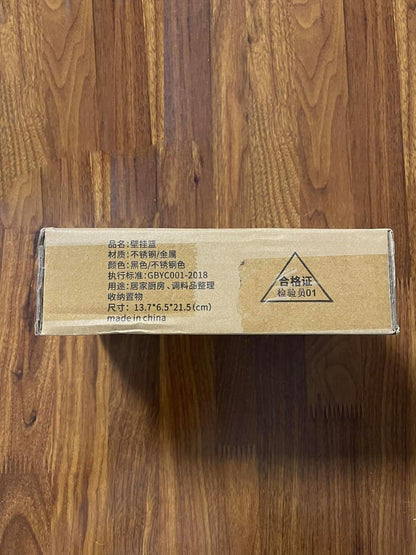 品名：壁挂篮
材质：不锈钢/金属
颜色：黑色/不锈钢色
执行标准：GBYC001-2018
用途：居家厨房、调料品整理
收纳置物
尺寸：13.7*6.5*21.5(cm)
made in china
合格证
检验员01